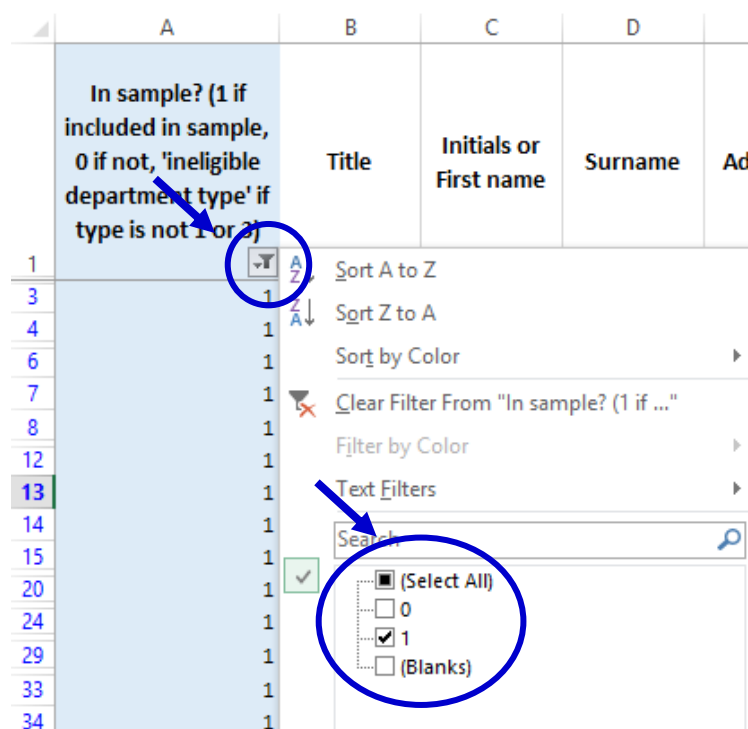 A B C D
In sample? (1 if
included in sample,
0 if not, 'ineligible
department type' if
type is not 1 or 3)
Title
Initials or
First name
Surname
Ad
1
3 1
4 1
6 1
7 1
8 1
12 1
13 1
14 1
15 1
20 1
24 1
29 1
33 1
34 1
A
Z
Sort A to Z
Z
A
Sort Z to A
Sort by Color
Clear Filter From "In sample? (1 if ..."
Filter by Color
Text Filters
Search
(Select All)
0
1
(Blanks)